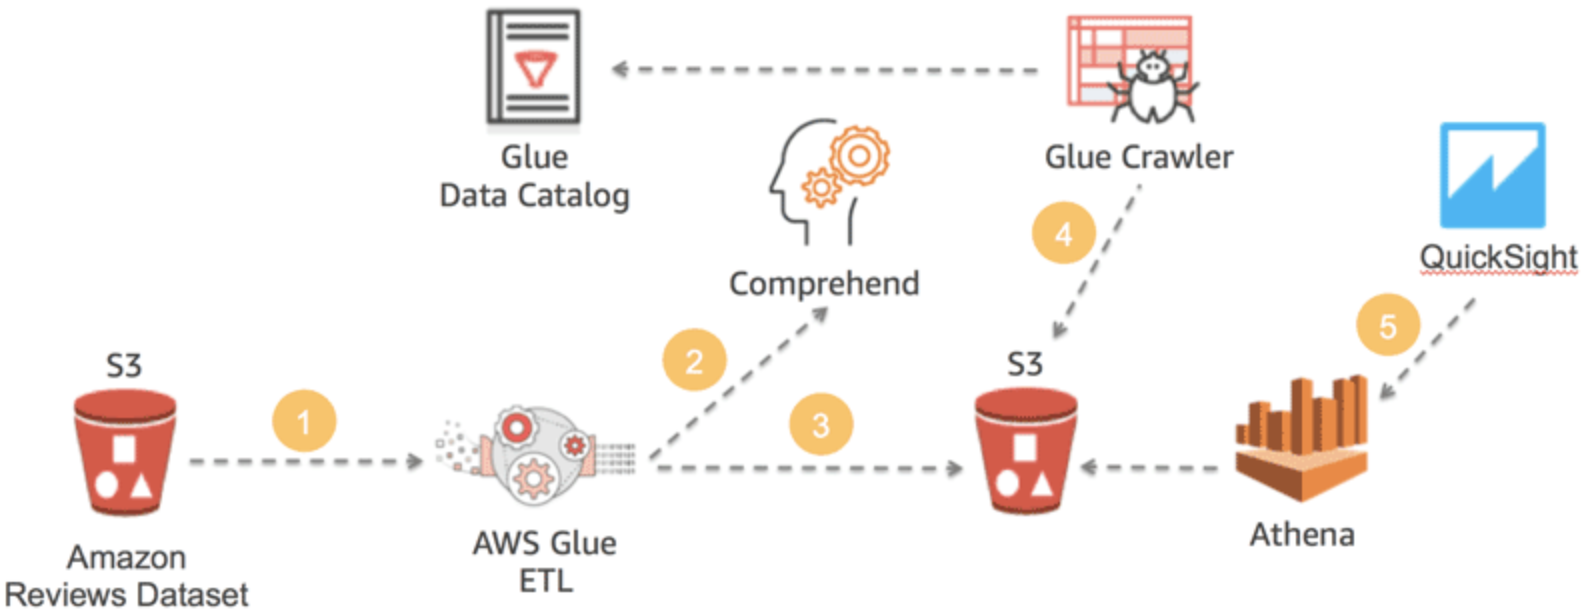 Glue
Data Catalog
Glue Crawler
QuickSight
Comprehend
4
5
2
S3
S3
1
3
AWS Glue
ETL
Athena
Amazon
Reviews Dataset